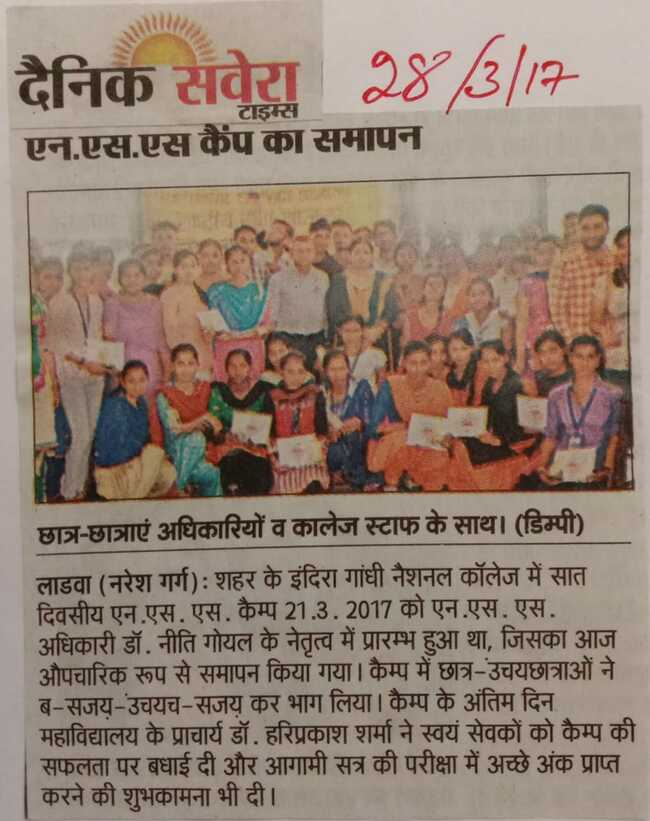 दैनिक सवेरा
टाइम्स
28/3/17
एन.एस.एस कैंप का समापन
छात्र-छात्राएं अधिकारियों व कालेज स्टाफ के साथ। (डिम्पी)
लाडवा (नरेश गर्ग): शहर के इंदिरा गांधी नैशनल कॉलेज में सात
दिवसीय एन.एस. एस. कैम्प 21.3. 2017 को एन.एस. एस.
अधिकारी डॉ. नीति गोयल के नेतृत्व में प्रारम्भ हुआ था, जिसका आज
औपचारिक रूप से समापन किया गया। कैम्प में छात्र-उचयछात्राओं ने
ब-सजय-उचयच-सजय कर भाग लिया। कैम्प के अंतिम दिन
महाविद्यालय के प्राचार्य डॉ. हरिप्रकाश शर्मा ने स्वयं सेवकों को कैम्प की
सफलता पर बधाई दी और आगामी सत्र की परीक्षा में अच्छे अंक प्राप्त
करने की शुभकामना भी दी।